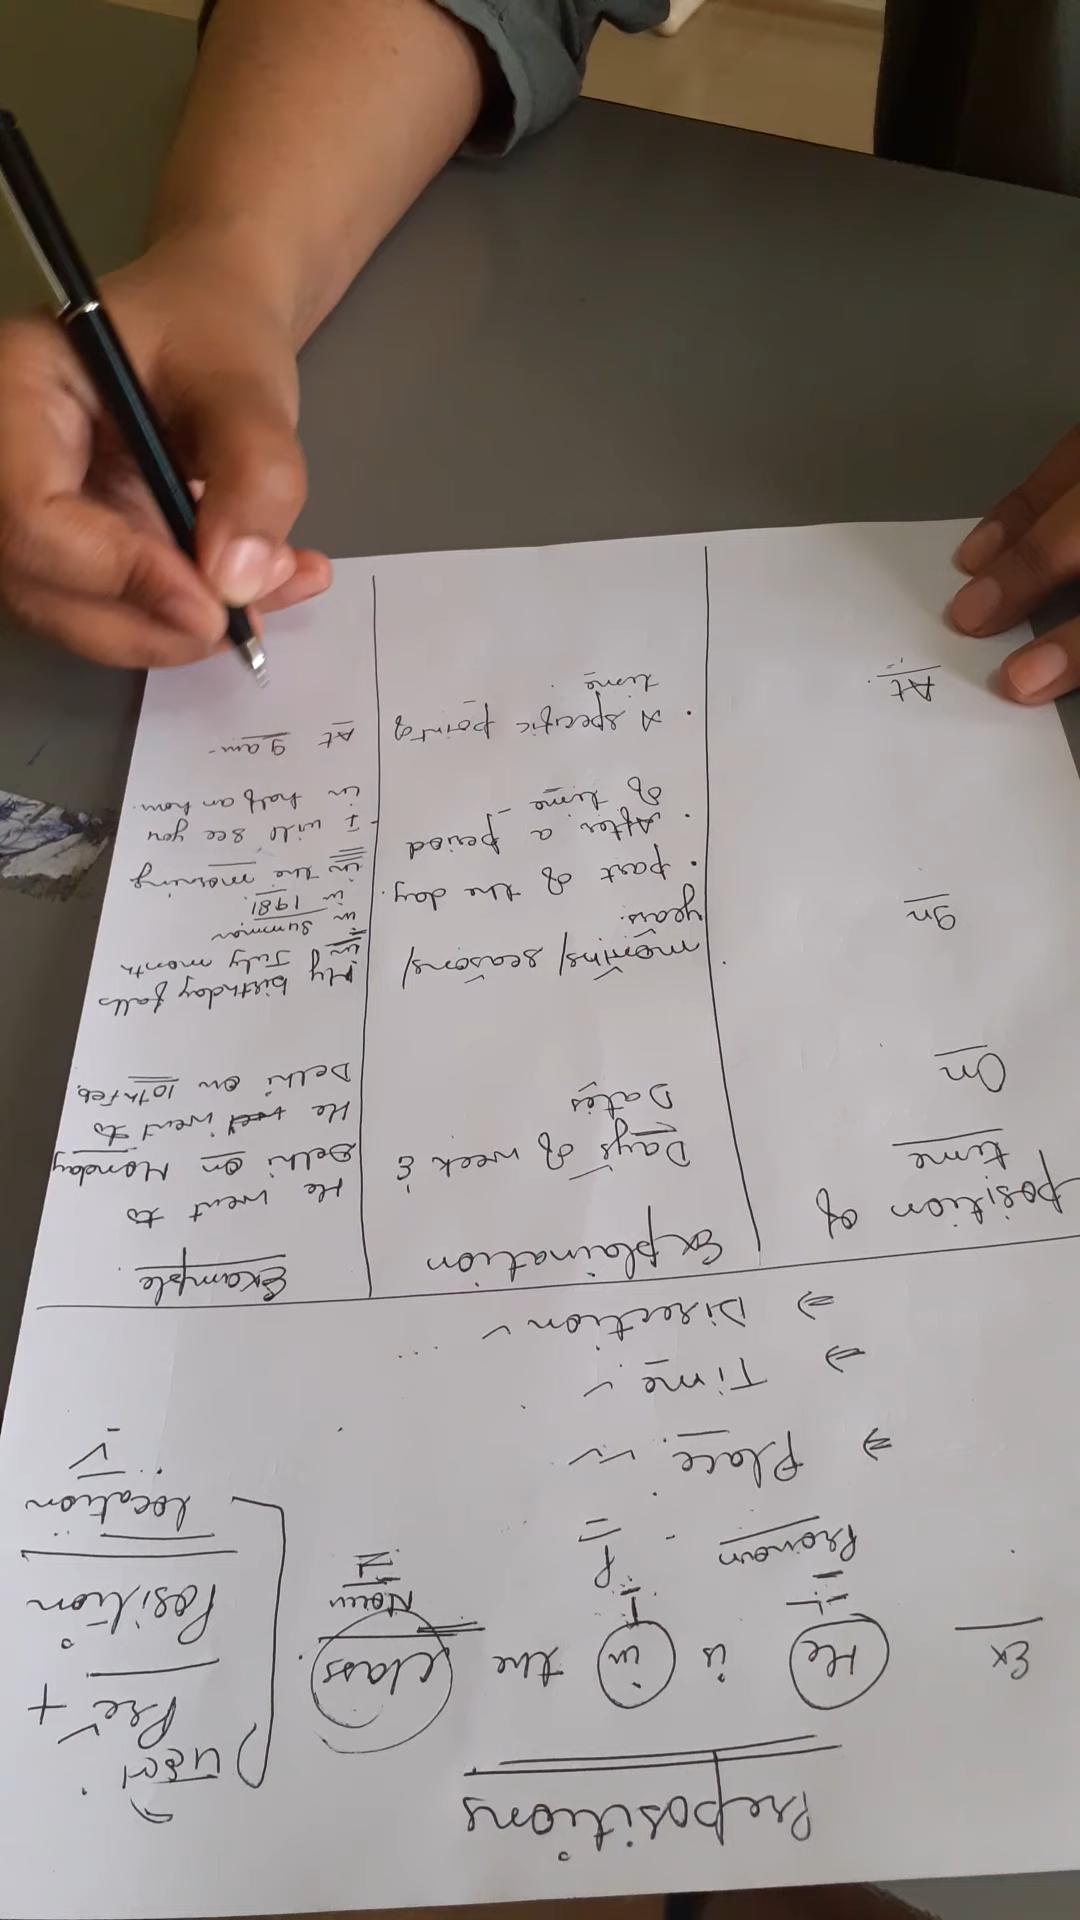 Prepositions
Ex He is in the class.
Pronoun P Noun
used
Pre +
Position
location
⇒ Place
⇒ Time
⇒ Direction ...
position of
time
Explaination
Example.
On
Days of week &
Dates
He went to
Delhi on Monday
He went to
Delhi on 10th Feb.
In
months/seasons/
years.
• part of the day.
• After a period
of time
My birthday falls
in July month
in summer
in 1981.
in the morning
- I will see you
in half an hour.
At.
• A specific point of
time.
At 9 am.